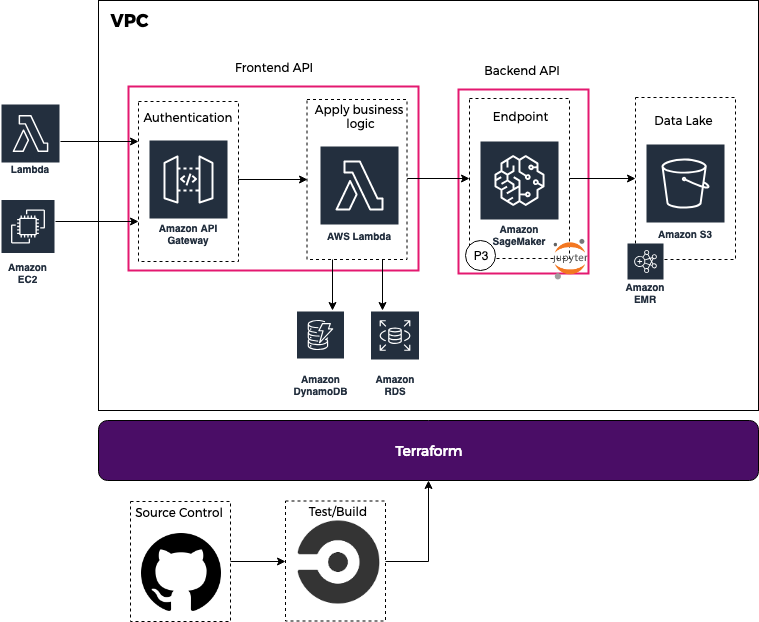 VPC
Frontend API
Backend API
Authentication
Apply business
logic
Endpoint
Data Lake
Lambda
Amazon API
Gateway
AWS Lambda
Amazon
SageMaker
Amazon S3
P3
jupyter
Amazon
EC2
Amazon
EMR
Amazon
DynamoDB
Amazon
RDS
Terraform
Source Control
Test/Build